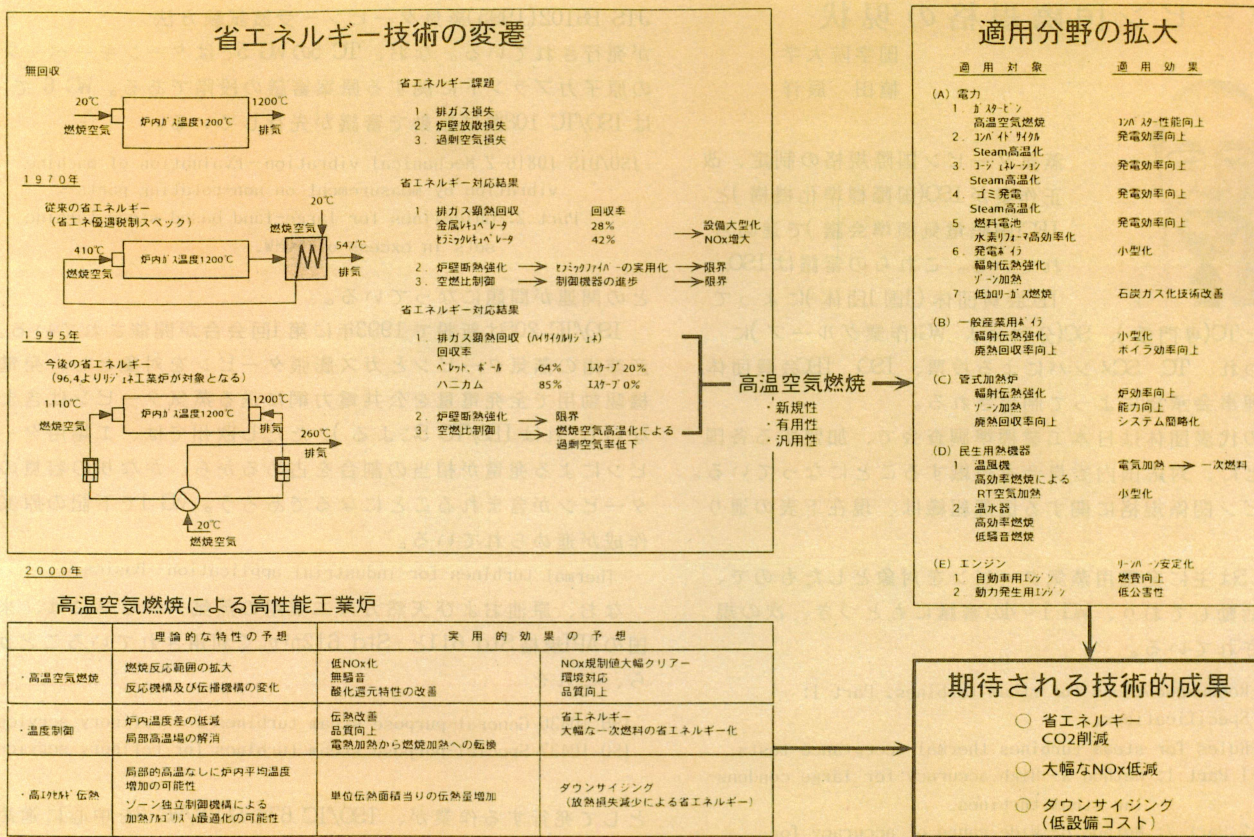 省エネルギー技術の変遷
無回収
20℃
燃焼空気
炉内ガス温度1200℃
1200℃
排気
省エネルギー課題
1. 排ガス損失
2. 炉壁放散損失
3. 過剰空気損失
1970年
従来の省エネルギー
(省エネ優遇税制スペック)
410℃
燃焼空気
炉内ガス温度1200℃
20℃
燃焼空気
547℃
排気
省エネルギー対応結果
排ガス顕熱回収 回収率
金属レキュペレータ 28%
セラミックレキュペレータ 42%
設備大型化
NOx増大
2. 炉壁断熱強化 セラミックファイバーの実用化 限界
3. 空燃比制御 制御機器の進歩 限界
1995年
今後の省エネルギー
(96,4よりリジェネ工業炉が対象となる)
1110℃
燃焼空気
炉内ガス温度1200℃
1200℃
排気
260℃
排気
20℃
燃焼空気
省エネルギー対応結果
1. 排ガス顕熱回収 (ハイサイクルリジェネ)
回収率
ペレット、ボール 64% エスケープ20%
ハニカム 85% エスケープ0%
2. 炉壁断熱強化 限界
3. 空燃比制御 燃焼空気高温化による
過剰空気率低下
高温空気燃焼
・新規性
・有用性
・汎用性
適用分野の拡大
適用対象 適用効果
(A) 電力
1. ガスタービン
高温空気燃焼 コンバスター性能向上
2. コンバイドサイクル 発電効率向上
Steam高温化
3. コージェネレーション 発電効率向上
Steam高温化
4. ゴミ発電 発電効率向上
Steam高温化
5. 燃料電池 発電効率向上
水素リフォーマ高効率化
6. 発電ボイラ 小型化
輻射伝熱強化
ゾーン加熱
7. 低カロリーガス燃焼 石炭ガス化技術改善
(B) 一般産業用ボイラ
輻射伝熱強化 小型化
廃熱回収率向上 ボイラ効率向上
(C) 管式加熱炉
輻射伝熱強化 炉効率向上
ゾーン加熱 能力向上
廃熱回収率向上 システム簡略化
(D) 民生用熱機器
1. 温風機 電気加熱 一次燃料
高効率燃焼による
RT空気加熱 小型化
2. 温水器
高効率燃焼
低騒音燃焼
(E) エンジン リーンバーン安定化
1. 自動車用エンジン 燃費向上
2. 動力発生用エンジン 低公害性
2000年
高温空気燃焼による高性能工業炉
理論的な特性の予想 実用的効果の予想
・高温空気燃焼
燃焼反応範囲の拡大
反応機構及び伝播機構の変化
低NOx化
無騒音
酸化還元特性の改善
NOx規制値大幅クリアー
環境対応
品質向上
・温度制御
炉内温度差の低減
局部高温場の解消
伝熱改善
品質向上
電熱加熱から燃焼加熱への転換
省エネルギー
大幅な一次燃料の省エネルギー化
・高エクセルギ伝熱
局部的高温なしに炉内平均温度
増加の可能性
ゾーン独立制御機構による
加熱アルゴリズム最適化の可能性
単位伝熱面積当りの伝熱量増加
ダウンサイジング
(放熱損失減少による省エネルギー)
期待される技術的成果
○ 省エネルギー
CO2削減
○ 大幅なNOx低減
○ ダウンサイジング
(低設備コスト)